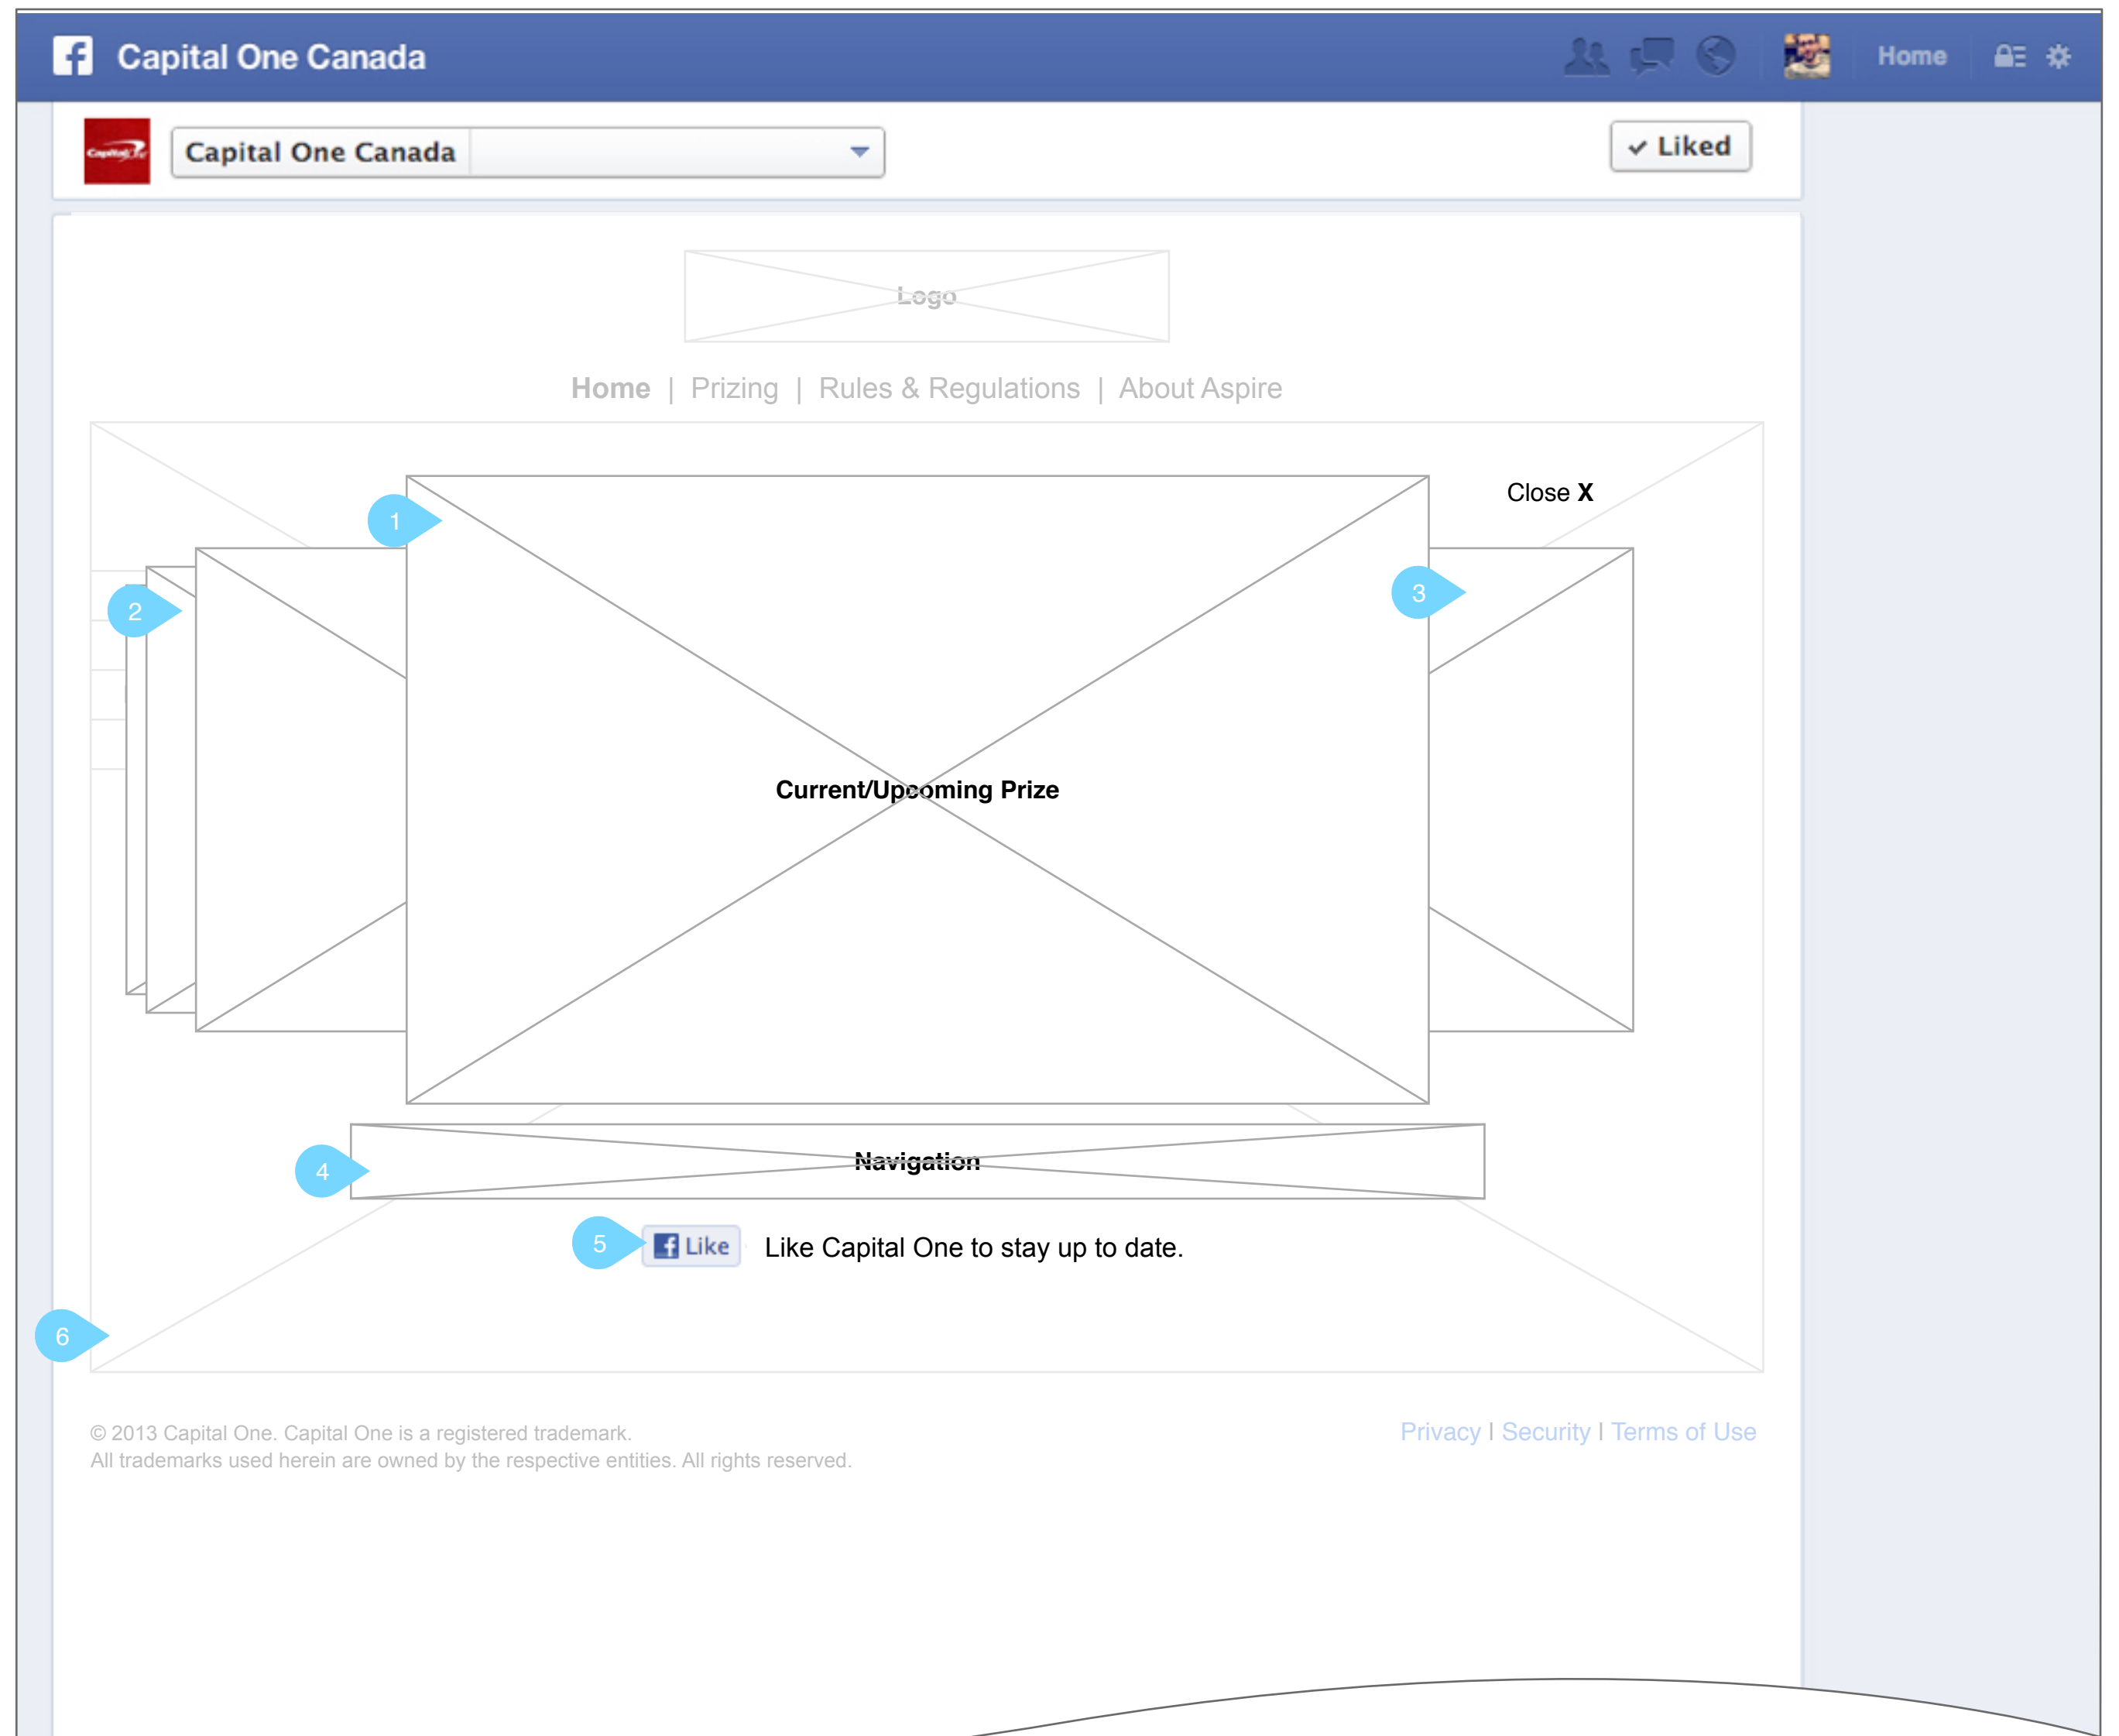 Capital One Canada
Home
Capital One
Capital One Canada
Liked
Logo
Home | Prizing | Rules & Regulations | About Aspire
Close X
1
2
3
Current/Upcoming Prize
4
Navigation
5
Like
Like Capital One to stay up to date.
6
© 2013 Capital One. Capital One is a registered trademark.
All trademarks used herein are owned by the respective entities. All rights reserved.
Privacy | Security | Terms of Use